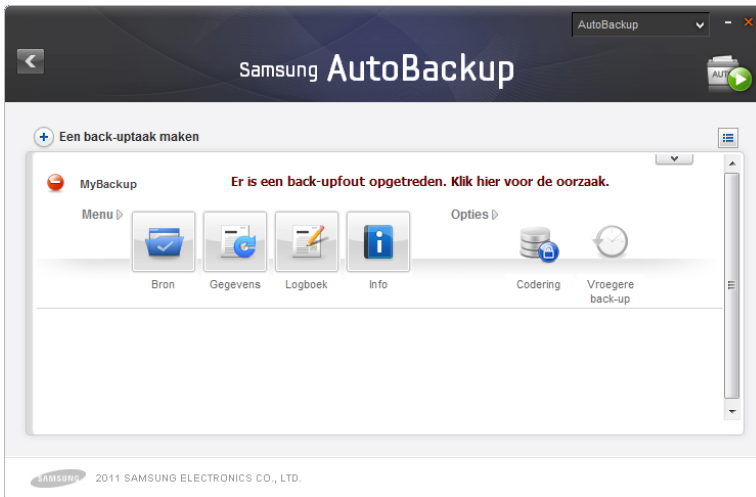 AutoBackup
Samsung AutoBackup
AUTO
Een back-uptaak maken
MyBackup
Er is een back-upfout opgetreden. Klik hier voor de oorzaak.
Menu
Opties
Bron
Gegevens
Logboek
Info
Codering
Vroegere
back-up
SAMSUNG
2011 SAMSUNG ELECTRONICS CO., LTD.